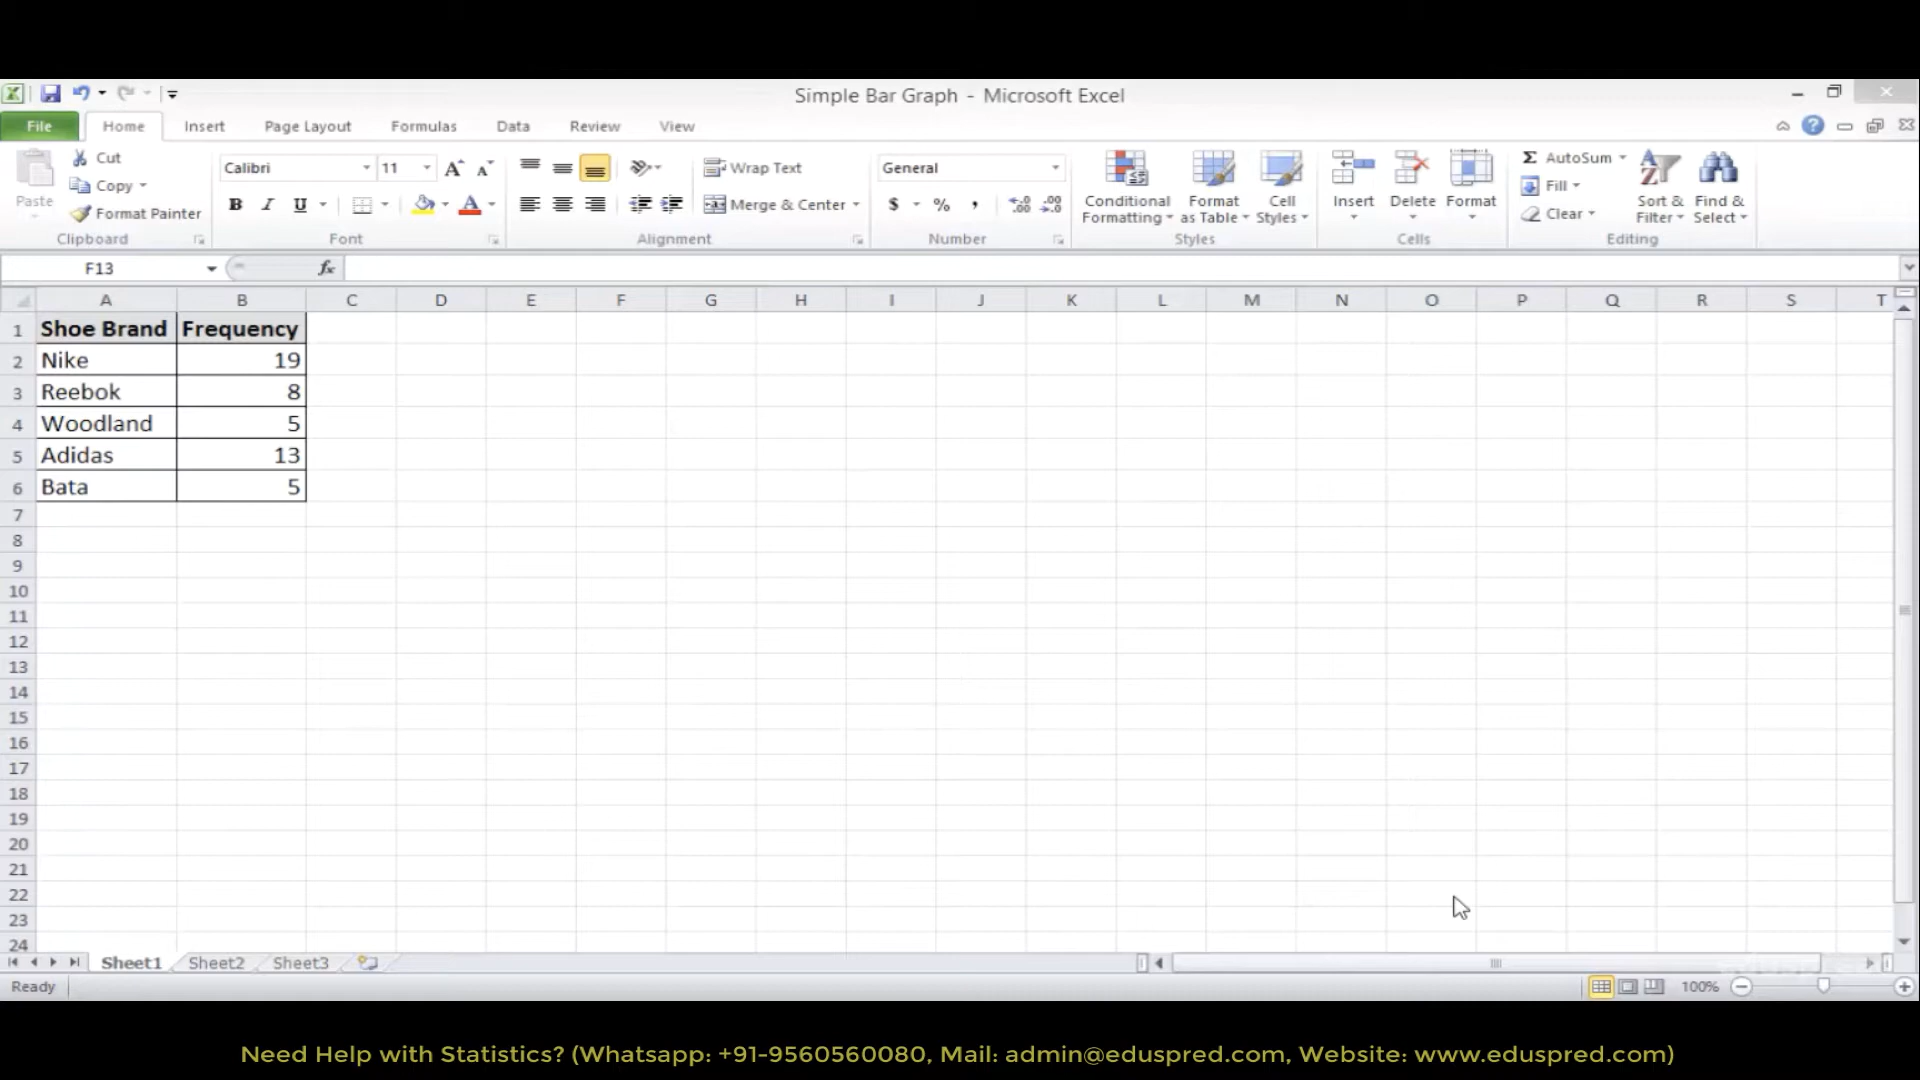 Simple Bar Graph - Microsoft Excel
File Home Insert Page Layout Formulas Data Review View
Paste
Cut
Copy
Format Painter
Clipboard
Calibri 11
B I U
Font
Wrap Text
Merge & Center
Alignment
General
$ % ,
Number
Conditional Formatting
Format as Table
Cell Styles
Styles
Insert Delete Format
Cells
Σ AutoSum
Fill
Clear
Sort & Filter
Find & Select
Editing
F13 fx
A B C D E F G H I J K L M N O P Q R S T
1 Shoe Brand Frequency
2 Nike 19
3 Reebok 8
4 Woodland 5
5 Adidas 13
6 Bata 5
7
8
9
10
11
12
13
14
15
16
17
18
19
20
21
22
23
24
Sheet1 Sheet2 Sheet3
Ready 100%
Need Help with Statistics? (Whatsapp: +91-9560560080, Mail: admin@eduspred.com, Website: www.eduspred.com)